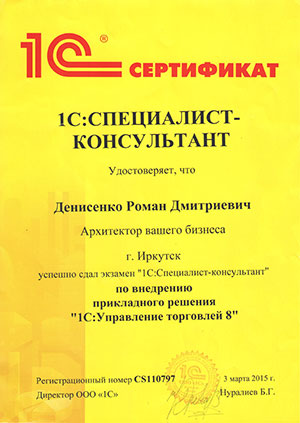 1С® СЕРТИФИКАТ
1С:СПЕЦИАЛИСТ-
КОНСУЛЬТАНТ
Удостоверяет, что
Денисенко Роман Дмитриевич
Архитектор вашего бизнеса
г. Иркутск
успешно сдал экзамен "1С:Специалист-консультант"
по внедрению
прикладного решения
"1С:Управление торговлей 8"
Регистрационный номер CS110797 3 марта 2015 г.
Директор ООО «1С» Нуралиев Б.Г.